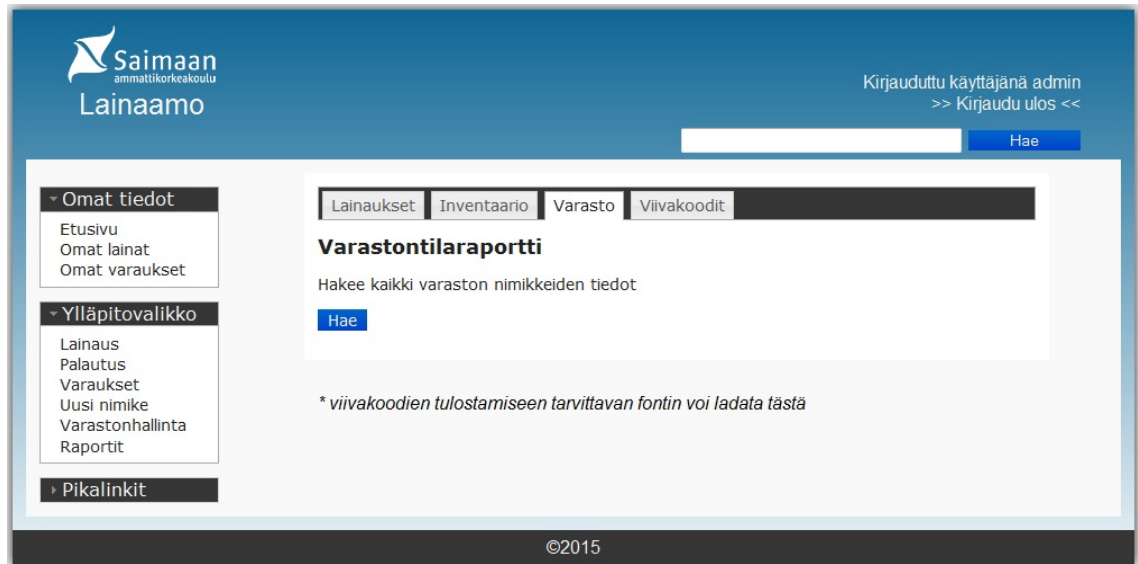 Saimaan
ammattikorkeakoulu
Lainaamo
Kirjauduttu käyttäjänä admin
>> Kirjaudu ulos <<
Hae
Omat tiedot
Etusivu
Omat lainat
Omat varaukset
Ylläpitovalikko
Lainaus
Palautus
Varaukset
Uusi nimike
Varastonhallinta
Raportit
Pikalinkit
Lainaukset Inventaario Varasto Viivakoodit
Varastontilaraportti
Hakee kaikki varaston nimikkeiden tiedot
Hae
* viivakoodien tulostamiseen tarvittavan fontin voi ladata tästä
©2015